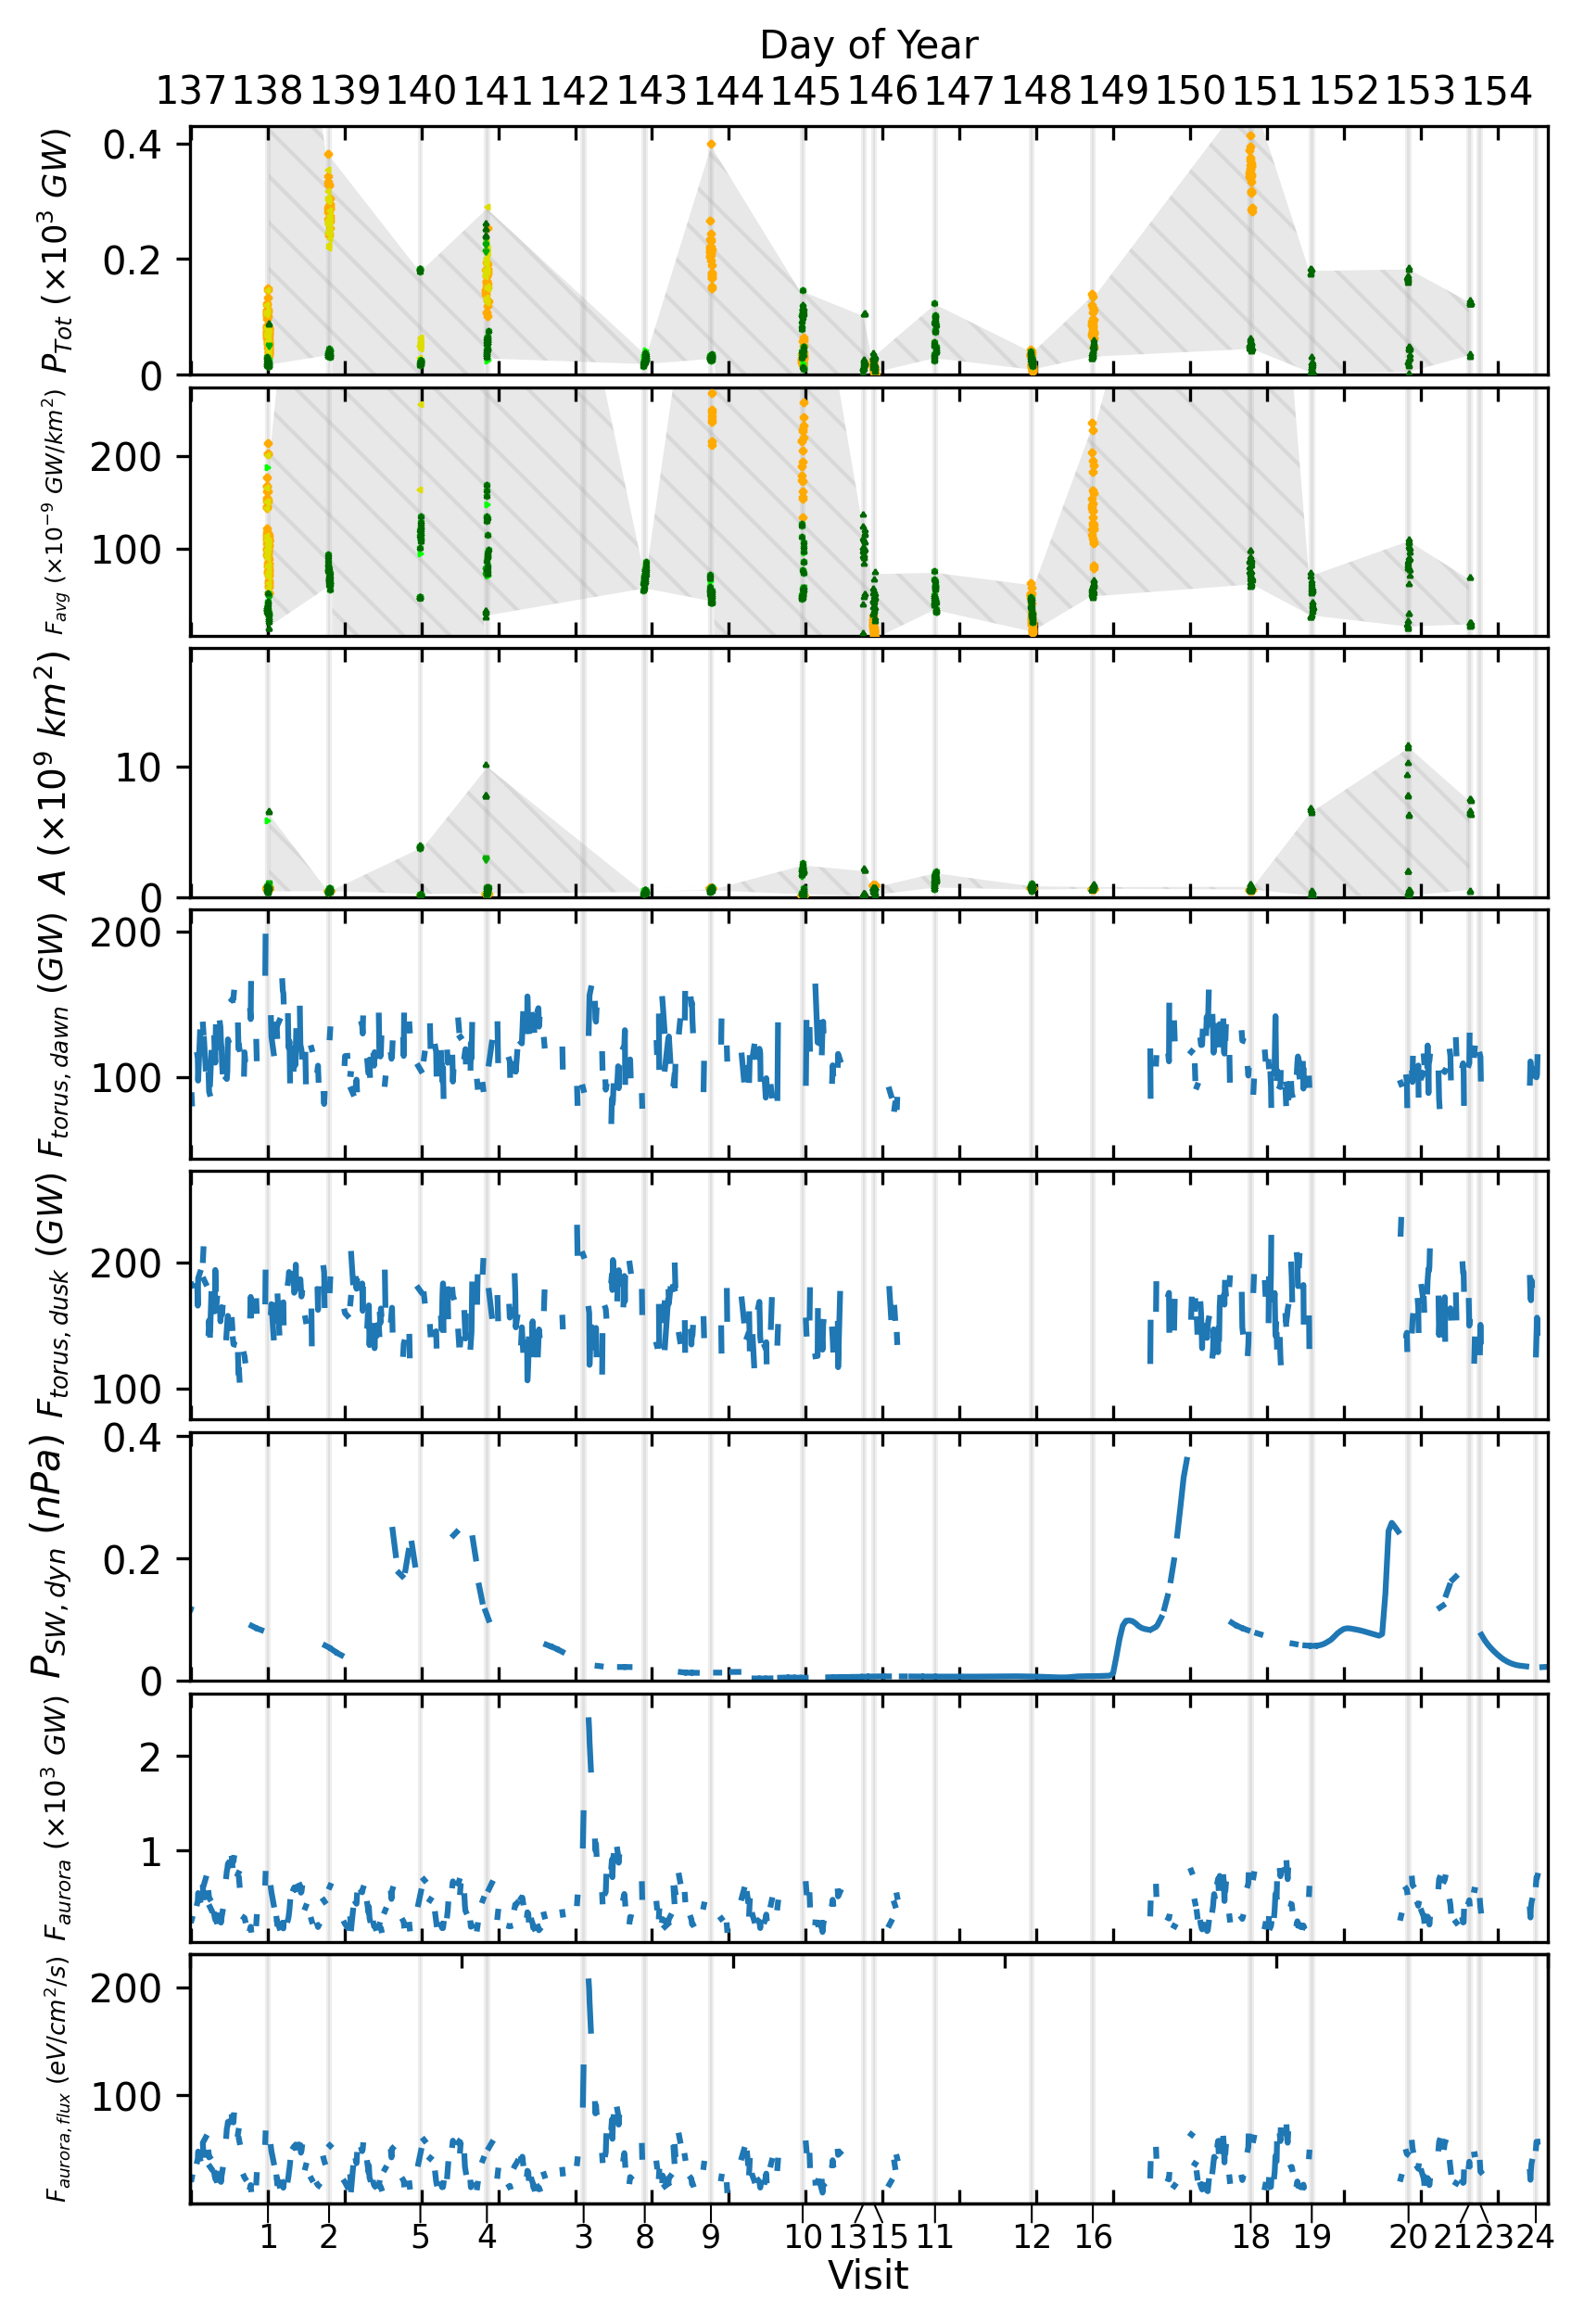 Day of Year
137 138 139 140 141 142 143 144 145 146 147 148 149 150 151 152 153 154
P_Tot (×10³ GW)
0.4
0.2
0
F_avg (×10⁻⁹ GW/km²)
200
100
A (×10⁹ km²)
10
0
F_torus, dawn (GW)
200
100
F_torus, dusk (GW)
200
100
P_SW, dyn (nPa)
0.4
0.2
0
F_aurora (×10³ GW)
2
1
F_aurora, flux (eV/cm²/s)
200
100
1 2 5 4 3 8 9 10 13 15 11 12 16 18 19 20 21 23 24
Visit